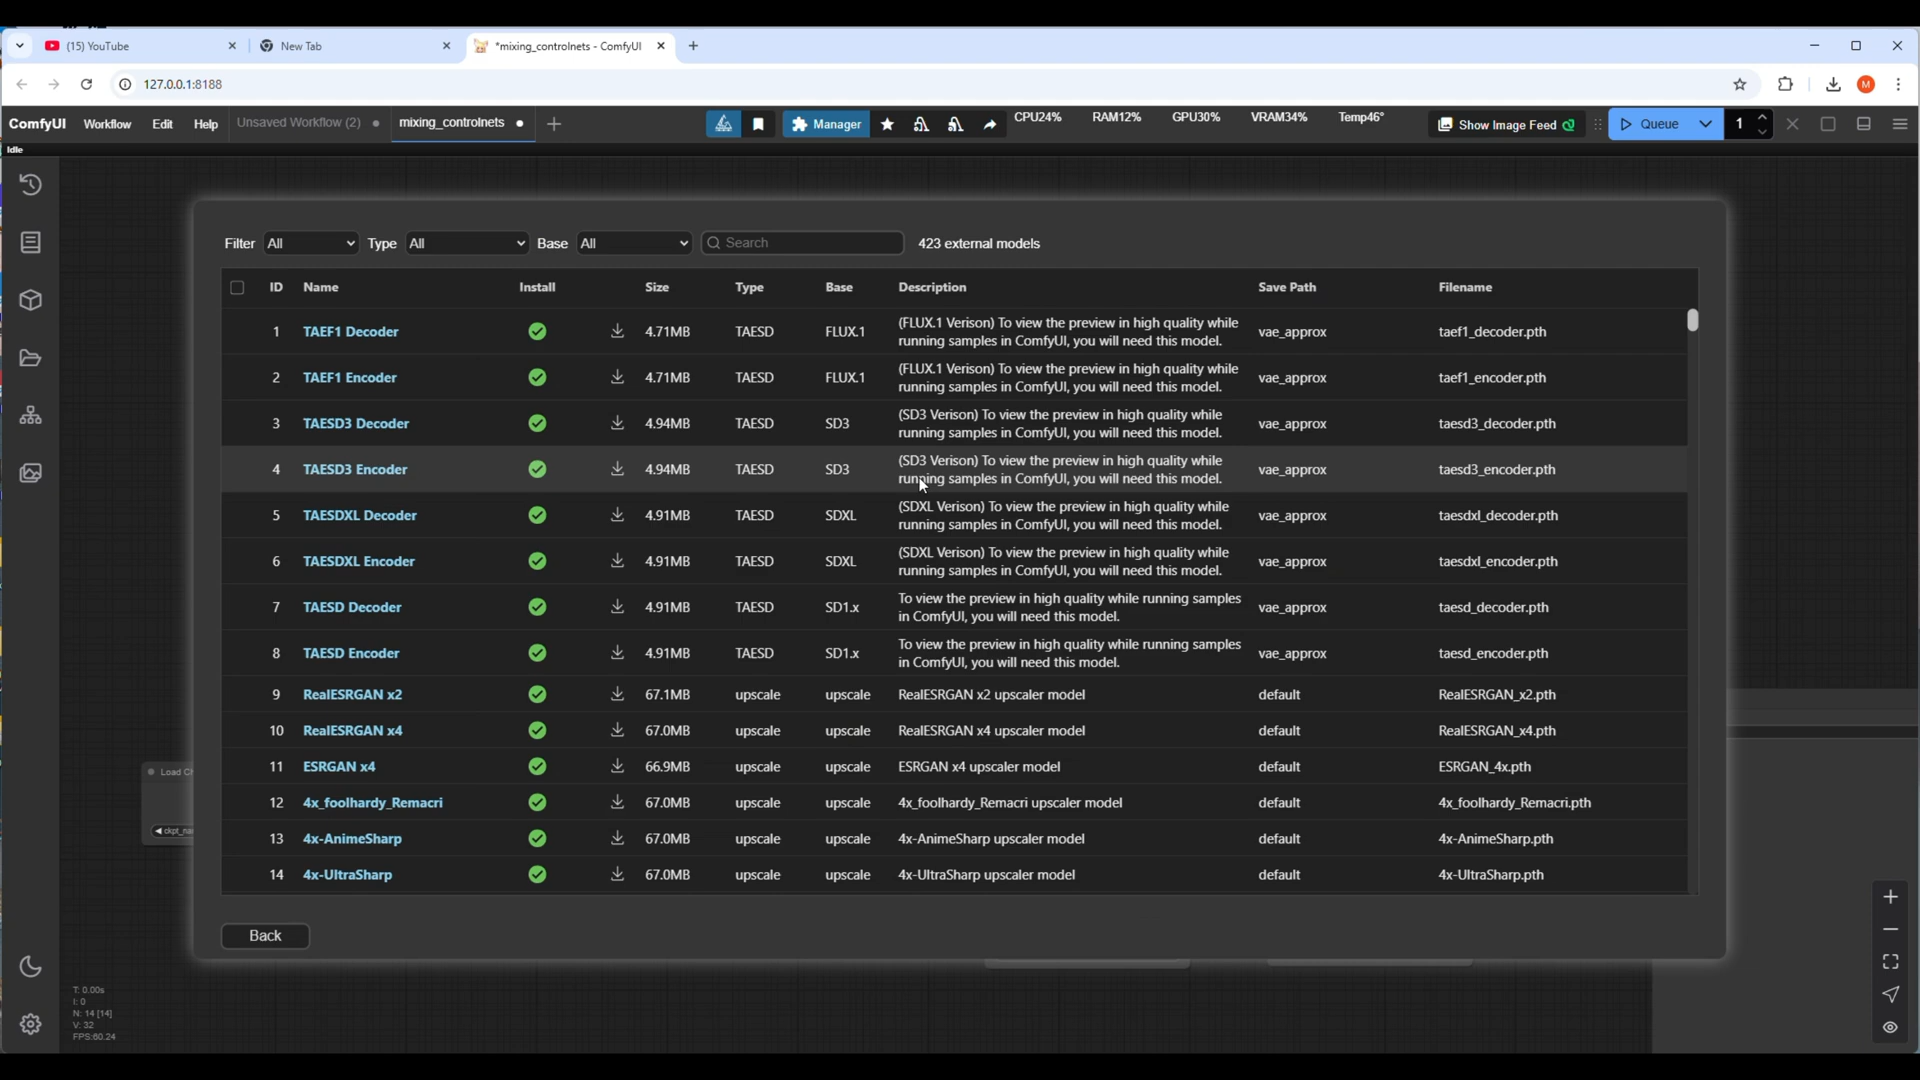 (15) YouTube
New Tab
*mixing_controlnets - ComfyUI
127.0.0.1:8188
ComfyUI Workflow Edit Help Unsaved Workflow (2) mixing_controlnets Manager CPU24% RAM12% GPU30% VRAM34% Temp46° Show Image Feed Queue 1
Idle
Filter All Type All Base All Search 423 external models
ID Name Install Size Type Base Description Save Path Filename
1 TAEF1 Decoder 4.71MB TAESD FLUX.1 (FLUX.1 Verison) To view the preview in high quality while
running samples in ComfyUI, you will need this model. vae_approx taef1_decoder.pth
2 TAEF1 Encoder 4.71MB TAESD FLUX.1 (FLUX.1 Verison) To view the preview in high quality while
running samples in ComfyUI, you will need this model. vae_approx taef1_encoder.pth
3 TAESD3 Decoder 4.94MB TAESD SD3 (SD3 Verison) To view the preview in high quality while
running samples in ComfyUI, you will need this model. vae_approx taesd3_decoder.pth
4 TAESD3 Encoder 4.94MB TAESD SD3 (SD3 Verison) To view the preview in high quality while
running samples in ComfyUI, you will need this model. vae_approx taesd3_encoder.pth
5 TAESDXL Decoder 4.91MB TAESD SDXL (SDXL Verison) To view the preview in high quality while
running samples in ComfyUI, you will need this model. vae_approx taesdxl_decoder.pth
6 TAESDXL Encoder 4.91MB TAESD SDXL (SDXL Verison) To view the preview in high quality while
running samples in ComfyUI, you will need this model. vae_approx taesdxl_encoder.pth
7 TAESD Decoder 4.91MB TAESD SD1.x To view the preview in high quality while running samples
in ComfyUI, you will need this model. vae_approx taesd_decoder.pth
8 TAESD Encoder 4.91MB TAESD SD1.x To view the preview in high quality while running samples
in ComfyUI, you will need this model. vae_approx taesd_encoder.pth
9 RealESRGAN x2 67.1MB upscale upscale RealESRGAN x2 upscaler model default RealESRGAN_x2.pth
10 RealESRGAN x4 67.0MB upscale upscale RealESRGAN x4 upscaler model default RealESRGAN_x4.pth
11 ESRGAN x4 66.9MB upscale upscale ESRGAN x4 upscaler model default ESRGAN_4x.pth
12 4x_foolhardy_Remacri 67.0MB upscale upscale 4x_foolhardy_Remacri upscaler model default 4x_foolhardy_Remacri.pth
13 4x-AnimeSharp 67.0MB upscale upscale 4x-AnimeSharp upscaler model default 4x-AnimeSharp.pth
14 4x-UltraSharp 67.0MB upscale upscale 4x-UltraSharp upscaler model default 4x-UltraSharp.pth
Load Ch
ckpt_na
Back
T: 0.00s
I: 0
N: 14 [14]
V: 32
FPS:60.24
M